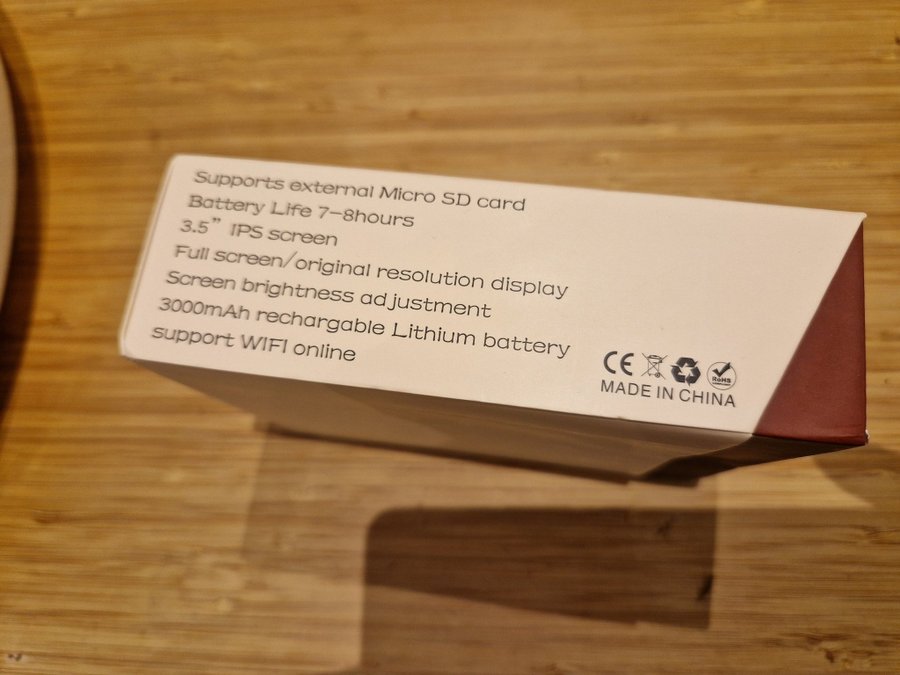 Supports external Micro SD card
Battery Life 7-8hours
3.5" IPS screen
Full screen/original resolution display
Screen brightness adjustment
3000mAh rechargable Lithium battery
support WIFI online
CE
RoHS
MADE IN CHINA